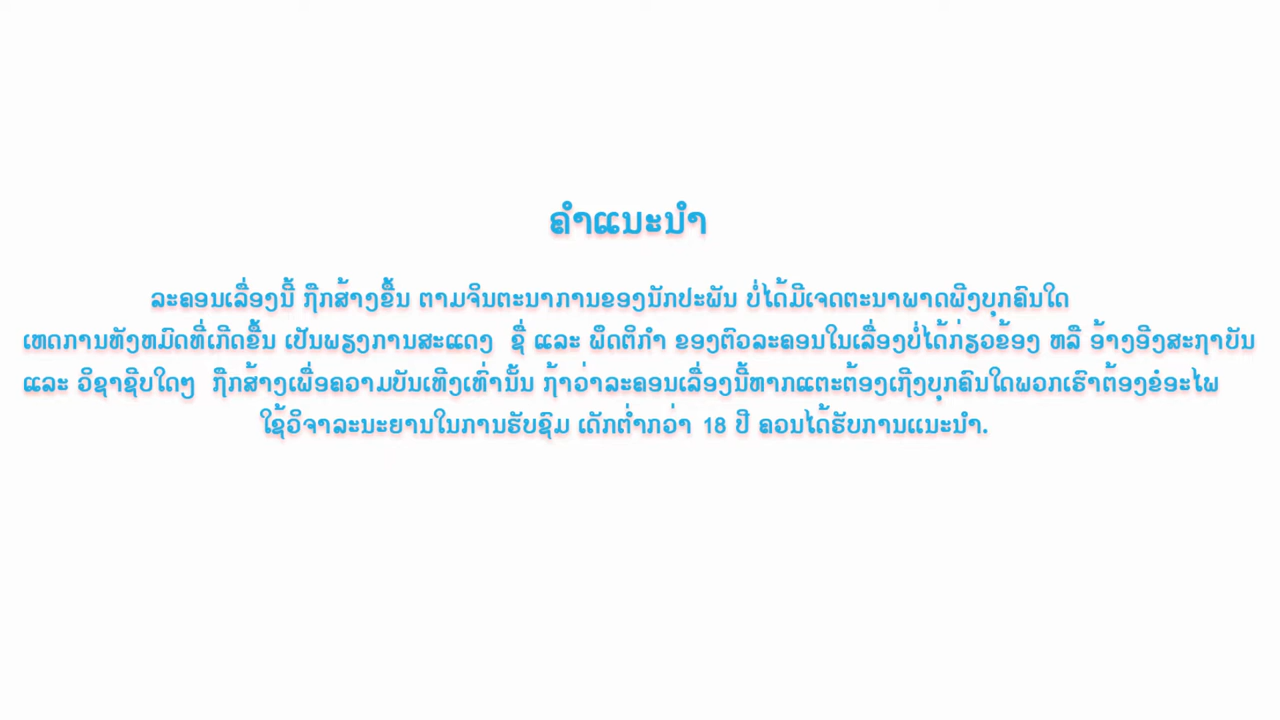 ຄຳແນະນຳ
ລະຄອນເລື່ອງນີ້ ຖືກສ້າງຂື້ນ ຕາມຈິນຕະນາການຂອງນັກປະພັນ ບໍ່ໄດ້ມີເຈດຕະນາພາດພີງບຸກຄົນໃດ
ເຫດການທັງຫມົດທີ່ເກີດຂື້ນ ເປັນພຽງການສະແດງ ຊື່ ແລະ ພຶດຕິກຳ ຂອງຕົວລະຄອນໃນເລື່ອງບໍ່ໄດ້ກ່ຽວຂ້ອງ ຫລື ອ້າງອີງສະຖາບັນ
ແລະ ວິຊາຊີບໃດໆ ຖືກສ້າງເພື່ອຄວາມບັນເທີງເທົ່ານັ້ນ ຖ້າວ່າລະຄອນເລື່ອງນີ້ຫາກແຕະຕ້ອງເຖີງບຸກຄົນໃດພວກເຮົາຕ້ອງຂໍອະໄພ
ໃຊ້ວິຈາລະນະຍານໃນການຮັບຊົມ ເດັກຕ່ຳກວ່າ 18 ປີ ຄວນໄດ້ຮັບການແນະນຳ.